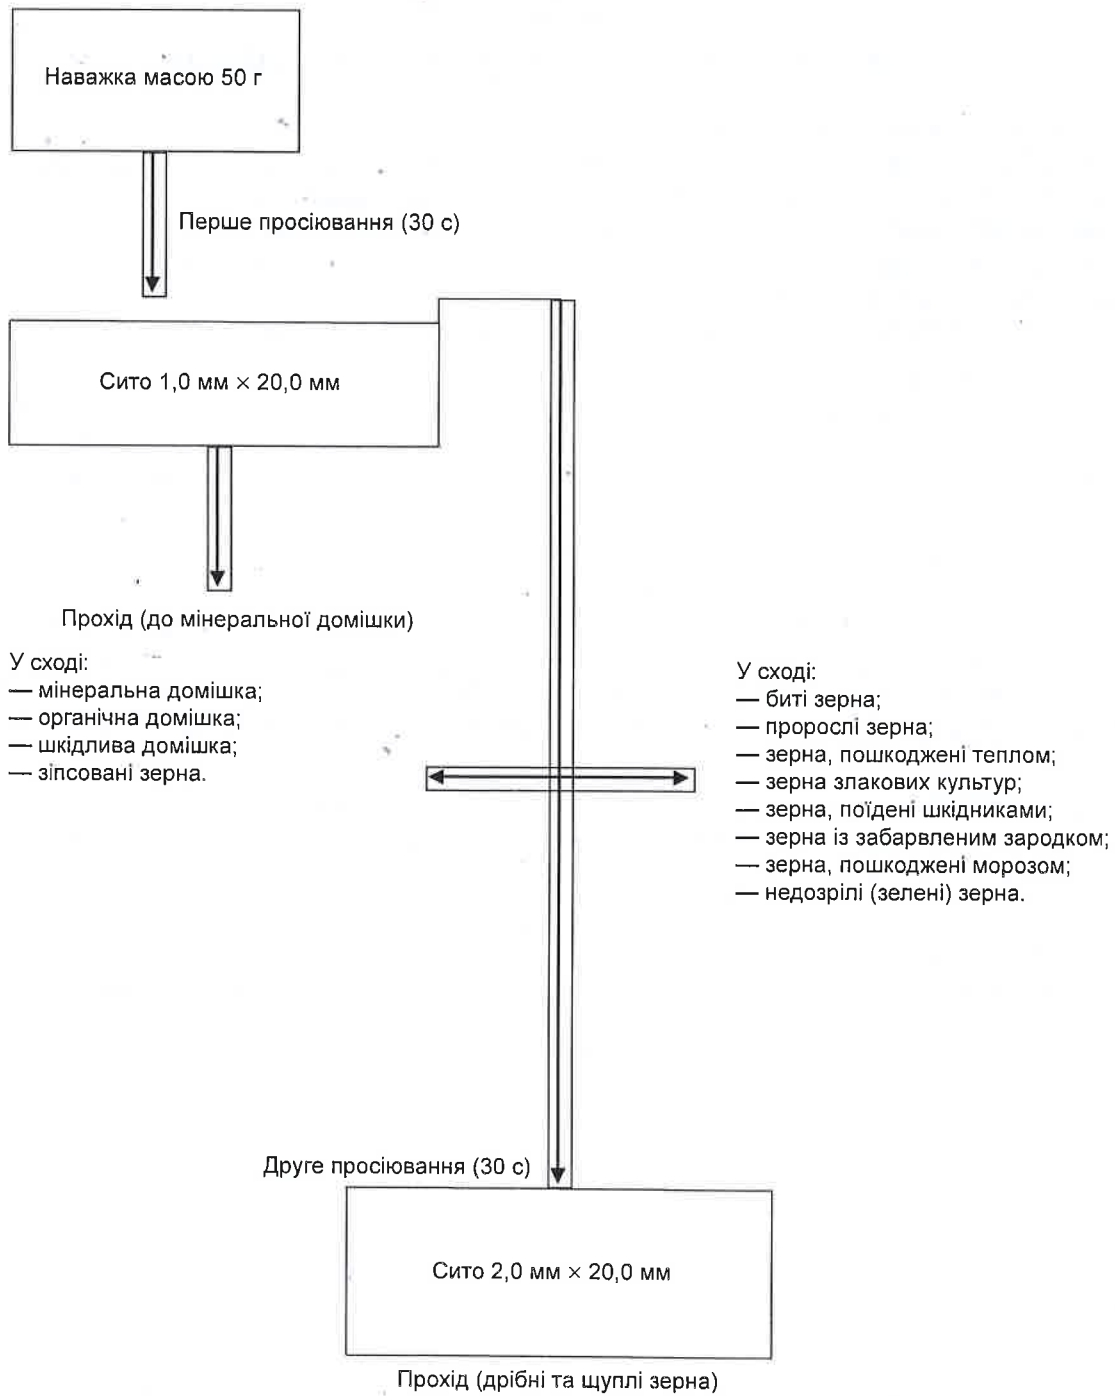 Наважка масою 50 г
Перше просіювання (30 с)
Сито 1,0 мм × 20,0 мм
Прохід (до мінеральної домішки)
У сході:
— мінеральна домішка;
— органічна домішка;
— шкідлива домішка;
— зіпсовані зерна.
У сході:
— биті зерна;
— пророслі зерна;
— зерна, пошкоджені теплом;
— зерна злакових культур;
— зерна, поїдені шкідниками;
— зерна із забарвленим зародком;
— зерна, пошкоджені морозом;
— недозрілі (зелені) зерна.
Друге просіювання (30 с)
Сито 2,0 мм × 20,0 мм
Прохід (дрібні та щуплі зерна)